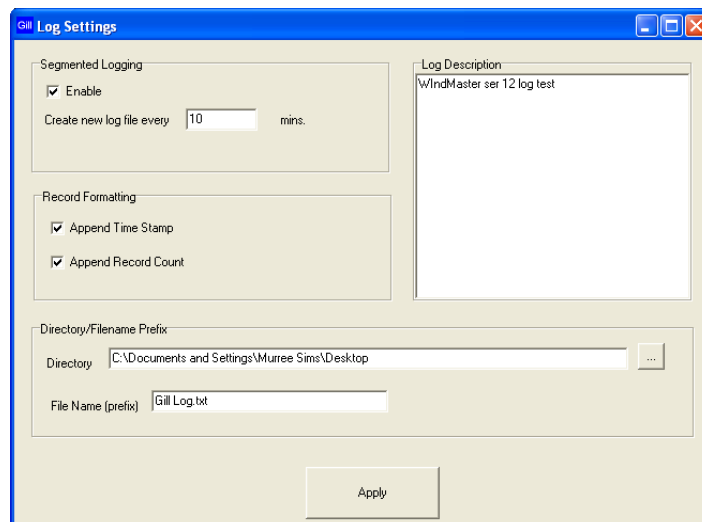 Gill Log Settings
Segmented Logging
Enable
Create new log file every 10 mins.
Log Description
WIndMaster ser 12 log test
Record Formatting
Append Time Stamp
Append Record Count
Directory/Filename Prefix
Directory C:\Documents and Settings\Murree Sims\Desktop ...
File Name (prefix) Gill Log.txt
Apply